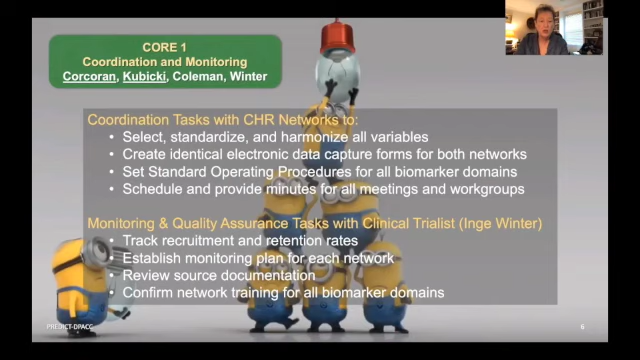 CORE 1
Coordination and Monitoring
Corcoran, Kubicki, Coleman, Winter
Coordination Tasks with CHR Networks to:
• Select, standardize, and harmonize all variables
• Create identical electronic data capture forms for both networks
• Set Standard Operating Procedures for all biomarker domains
• Schedule and provide minutes for all meetings and workgroups
Monitoring & Quality Assurance Tasks with Clinical Trialist (Inge Winter)
• Track recruitment and retention rates
• Establish monitoring plan for each network
• Review source documentation
• Confirm network training for all biomarker domains
PREDICT-DPACC
6